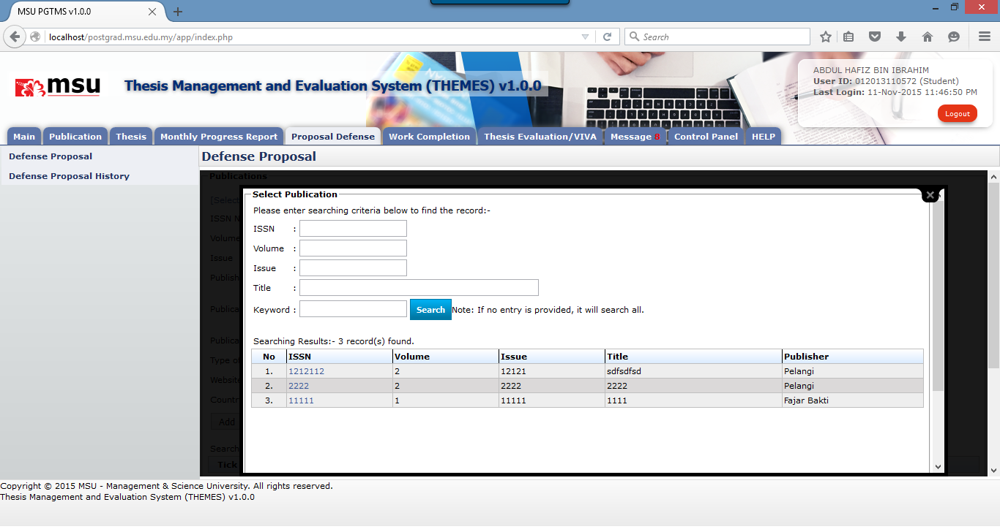 MSU PGTMS v1.0.0
localhost/postgrad.msu.edu.my/app/index.php
Search
msu
Thesis Management and Evaluation System (THEMES) v1.0.0
ABDUL HAFIZ BIN IBRAHIM
User ID: 012013110572 (Student)
Last Login: 11-Nov-2015 11:46:50 PM
Logout
Main Publication Thesis Monthly Progress Report Proposal Defense Work Completion Thesis Evaluation/VIVA Message 8 Control Panel HELP
Defense Proposal
Defense Proposal History
Defense Proposal
Publications
[Select
ISSN N
Volume
Issue
Publish
Publica
Publica
Type of
Website
Countr
Add
Search
Tick
Select Publication
Please enter searching criteria below to find the record:-
ISSN :
Volume :
Issue :
Title :
Keyword : Search Note: If no entry is provided, it will search all.
Searching Results:- 3 record(s) found.
No ISSN Volume Issue Title Publisher
1. 1212112 2 12121 sdfsdfsd Pelangi
2. 2222 2 2222 2222 Pelangi
3. 11111 1 11111 1111 Fajar Bakti
Copyright © 2015 MSU - Management & Science University. All rights reserved.
Thesis Management and Evaluation System (THEMES) v1.0.0